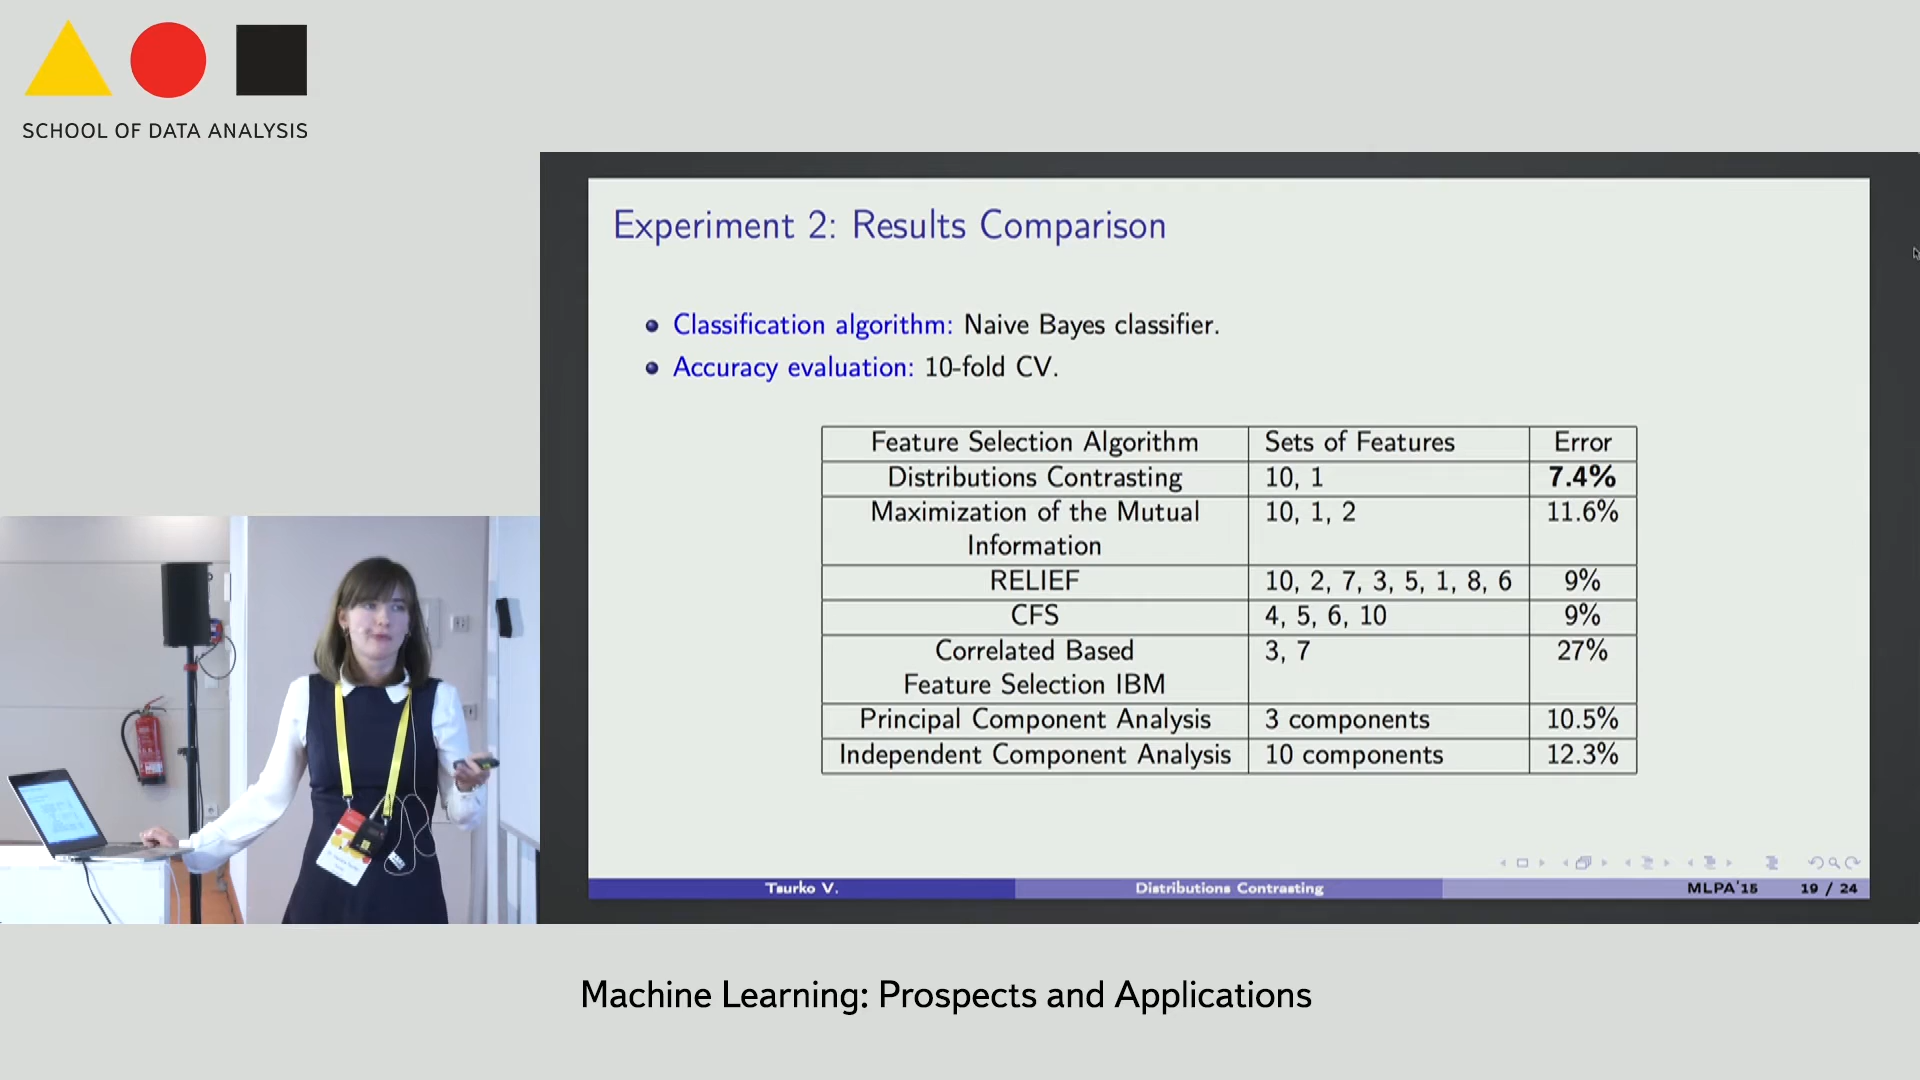 SCHOOL OF DATA ANALYSIS
Experiment 2: Results Comparison
Classification algorithm: Naive Bayes classifier.
Accuracy evaluation: 10-fold CV.
Feature Selection Algorithm Sets of Features Error
Distributions Contrasting 10, 1 7.4%
Maximization of the Mutual 10, 1, 2 11.6%
Information
RELIEF 10, 2, 7, 3, 5, 1, 8, 6 9%
CFS 4, 5, 6, 10 9%
Correlated Based 3, 7 27%
Feature Selection IBM
Principal Component Analysis 3 components 10.5%
Independent Component Analysis 10 components 12.3%
Tsurko V. Distributions Contrasting MLPA'15 19 / 24
Machine Learning: Prospects and Applications